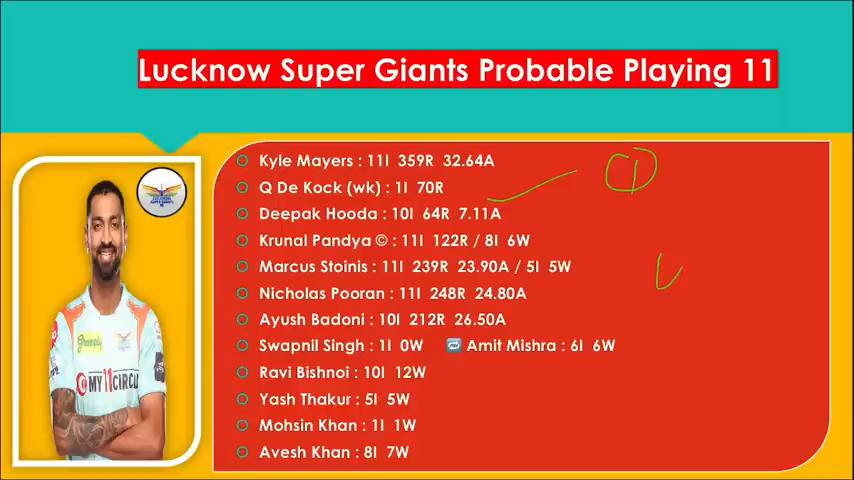 Lucknow Super Giants Probable Playing 11
Kyle Mayers : 11I 359R 32.64A
Q De Kock (wk) : 1I 70R
Deepak Hooda : 10I 64R 7.11A
Krunal Pandya © : 11I 122R / 8I 6W
Marcus Stoinis : 11I 239R 23.90A / 5I 5W
Nicholas Pooran : 11I 248R 24.80A
Ayush Badoni : 10I 212R 26.50A
Swapnil Singh : 1I 0W 🔁 Amit Mishra : 6I 6W
Ravi Bishnoi : 10I 12W
Yash Thakur : 5I 5W
Mohsin Khan : 1I 1W
Avesh Khan : 8I 7W
Greenply
MY11CIRCL